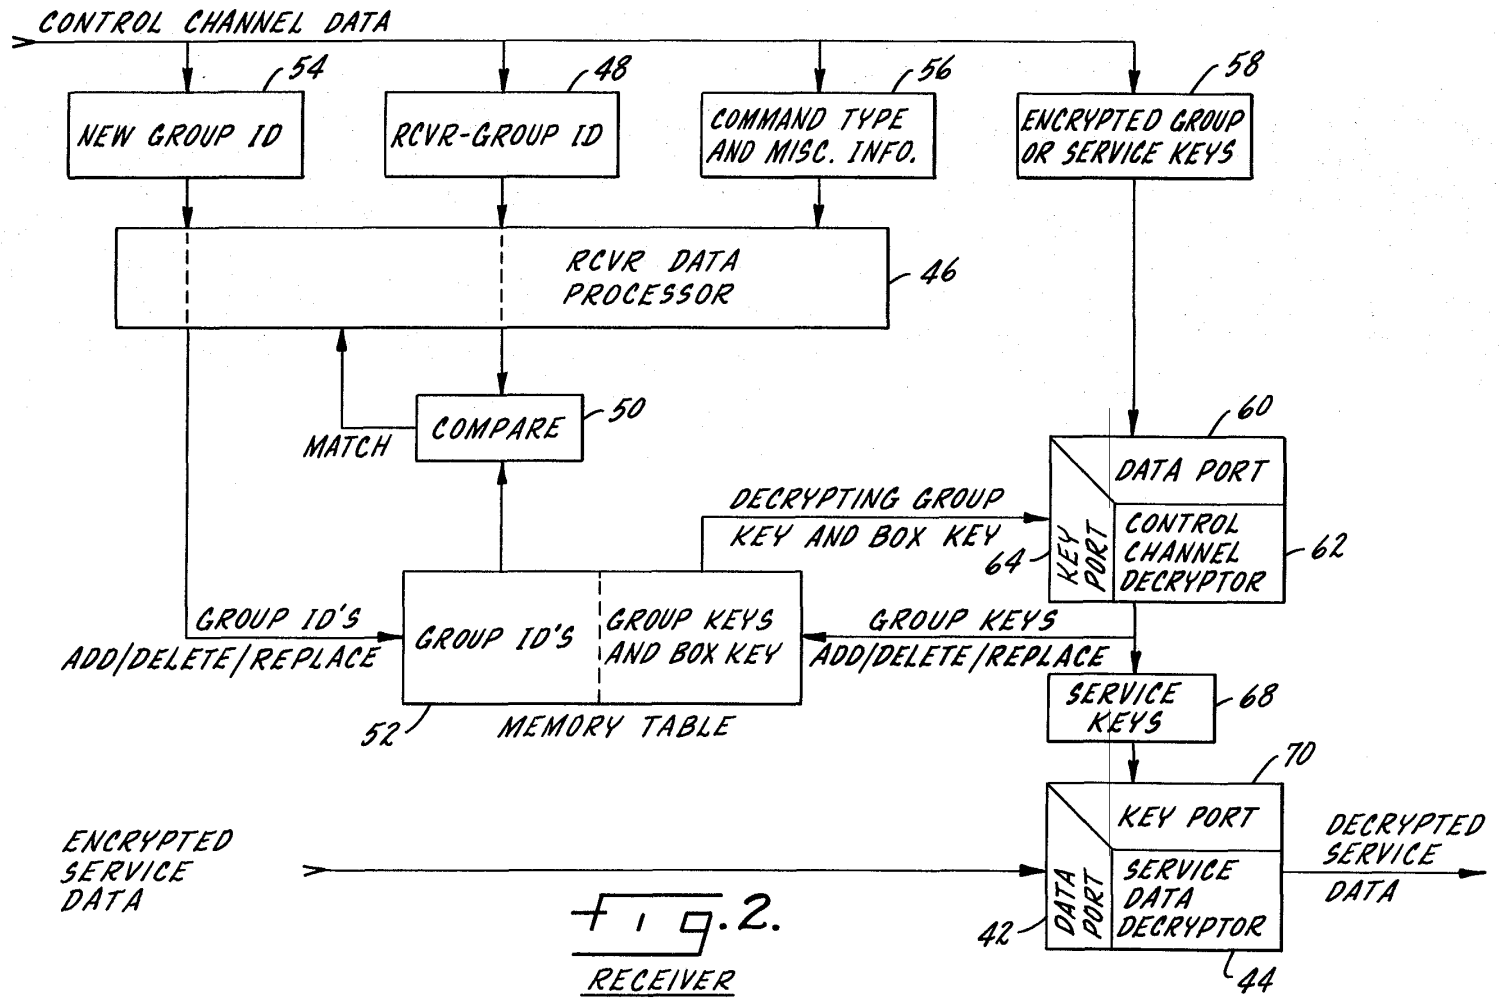 CONTROL CHANNEL DATA
54
48
56
58
NEW GROUP ID
RCVR-GROUP ID
COMMAND TYPE
AND MISC. INFO.
ENCRYPTED GROUP
OR SERVICE KEYS
RCVR DATA
PROCESSOR
46
COMPARE
50
MATCH
60
DATA PORT
KEY
PORT
64
CONTROL
CHANNEL
DECRYPTOR
62
DECRYPTING GROUP
KEY AND BOX KEY
GROUP ID'S
ADD/DELETE/REPLACE
GROUP ID'S
GROUP KEYS
AND BOX KEY
GROUP KEYS
ADD/DELETE/REPLACE
52
MEMORY TABLE
SERVICE
KEYS
68
70
KEY PORT
DATA
PORT
42
SERVICE
DATA
DECRYPTOR
44
ENCRYPTED
SERVICE
DATA
DECRYPTED
SERVICE
DATA
Fig. 2.
RECEIVER